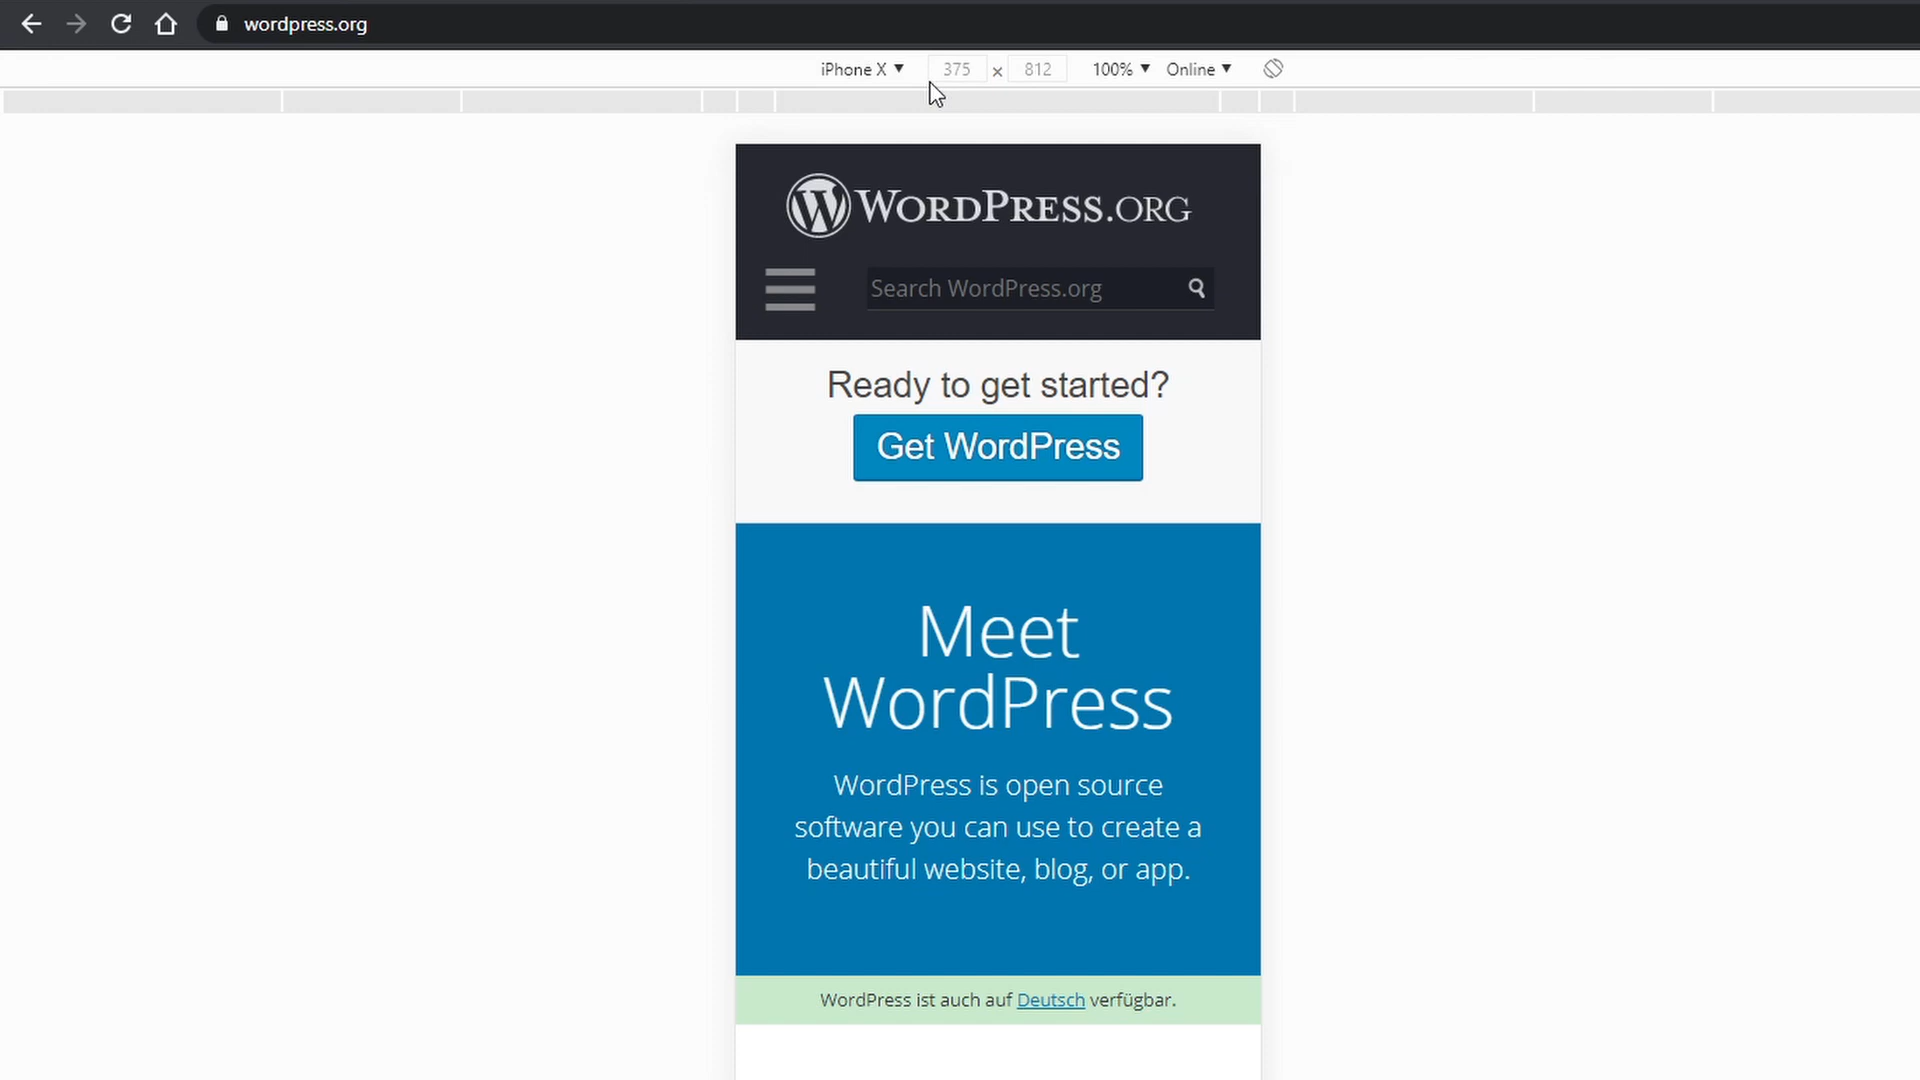 wordpress.org
iPhone X 375 x 812 100% Online
WORDPRESS.ORG
Search WordPress.org
Ready to get started?
Get WordPress
Meet
WordPress
WordPress is open source
software you can use to create a
beautiful website, blog, or app.
WordPress ist auch auf Deutsch verfügbar.